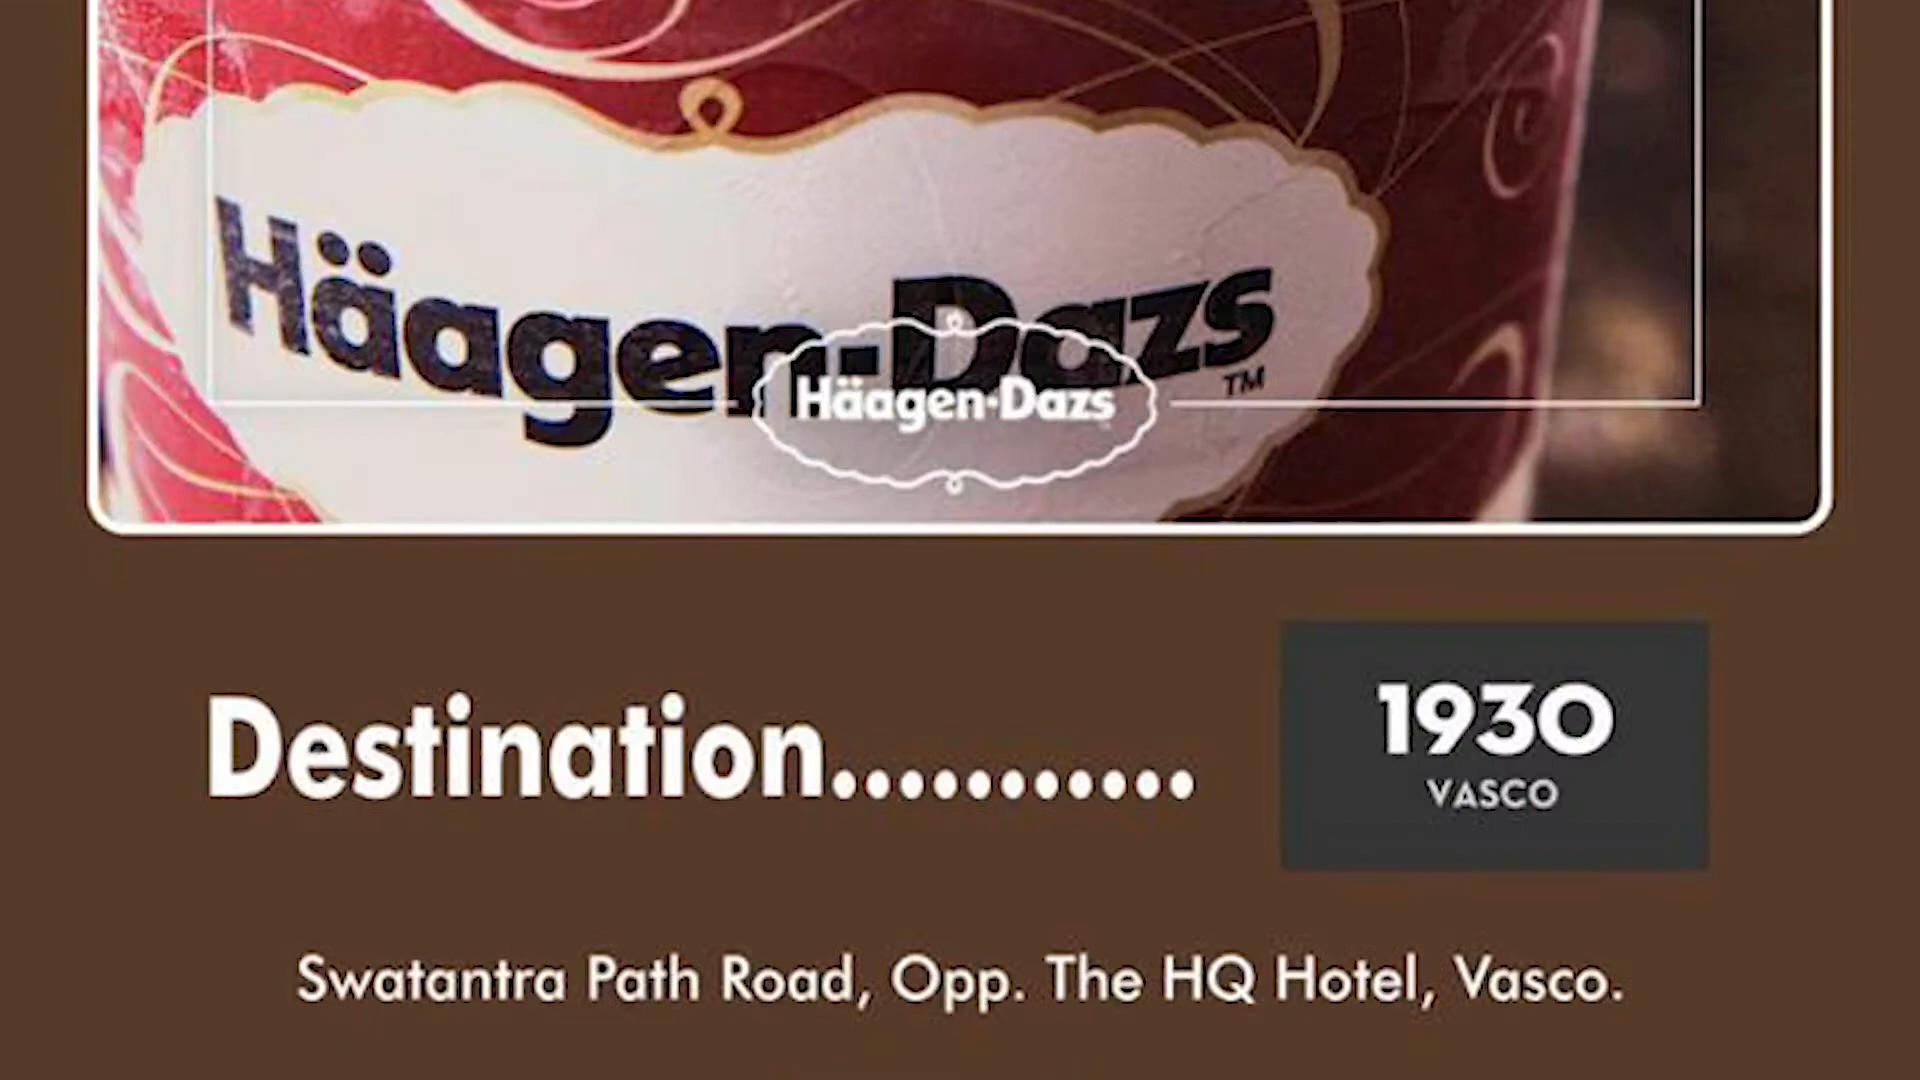 Häagen-Dazs
TM
Häagen-Dazs
Destination...........
1930
VASCO
Swatantra Path Road, Opp. The HQ Hotel, Vasco.